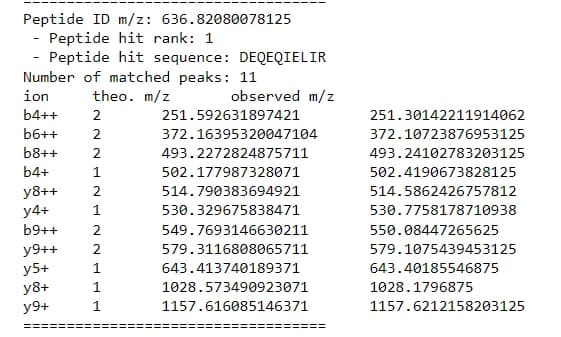 ===================================
Peptide ID m/z: 636.82080078125
- Peptide hit rank: 1
- Peptide hit sequence: DEQEQIELIR
Number of matched peaks: 11
ion theo. m/z observed m/z
b4++ 2 251.592631897421 251.30142211914062
b6++ 2 372.16395320047104 372.10723876953125
b8++ 2 493.2272824875711 493.24102783203125
b4+ 1 502.177987328071 502.4190673828125
y8++ 2 514.790383694921 514.5862426757812
y4+ 1 530.329675838471 530.7758178710938
b9++ 2 549.7693146630211 550.08447265625
y9++ 2 579.3116808065711 579.1075439453125
y5+ 1 643.413740189371 643.40185546875
y8+ 1 1028.573490923071 1028.1796875
y9+ 1 1157.616085146371 1157.6212158203125
===================================